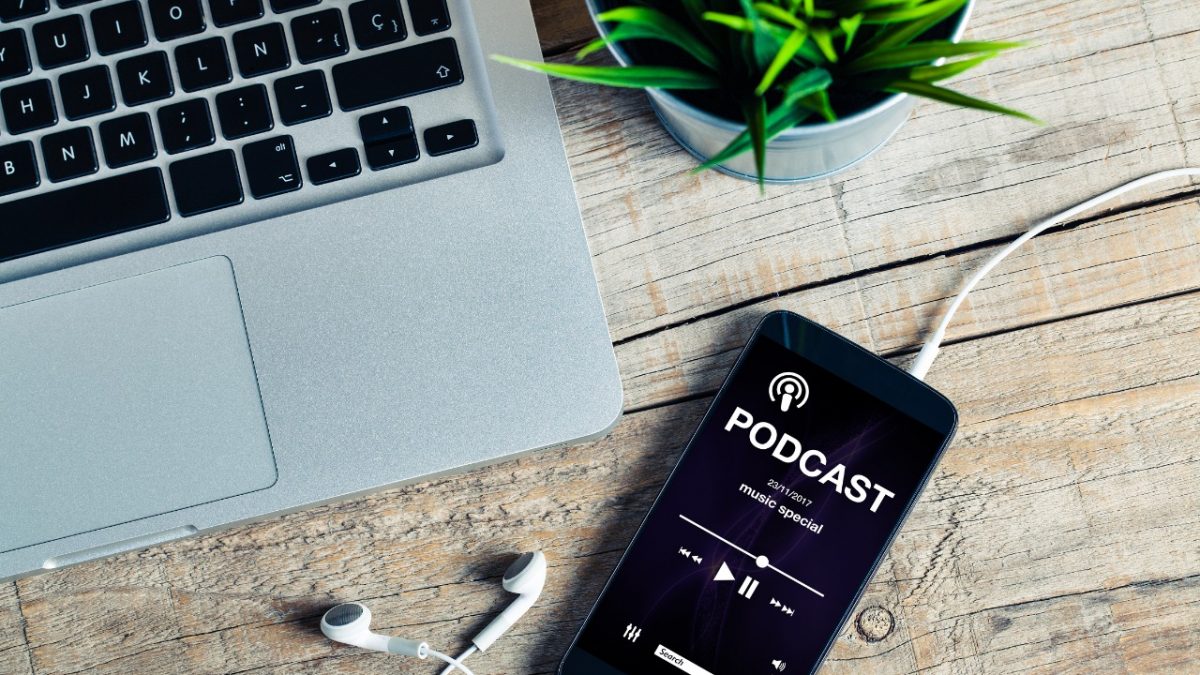 Y U I O P
H J K L Ñ Ç
B N M ; , : . _ -
alt
PODCAST
23/11/2017
music special
Search